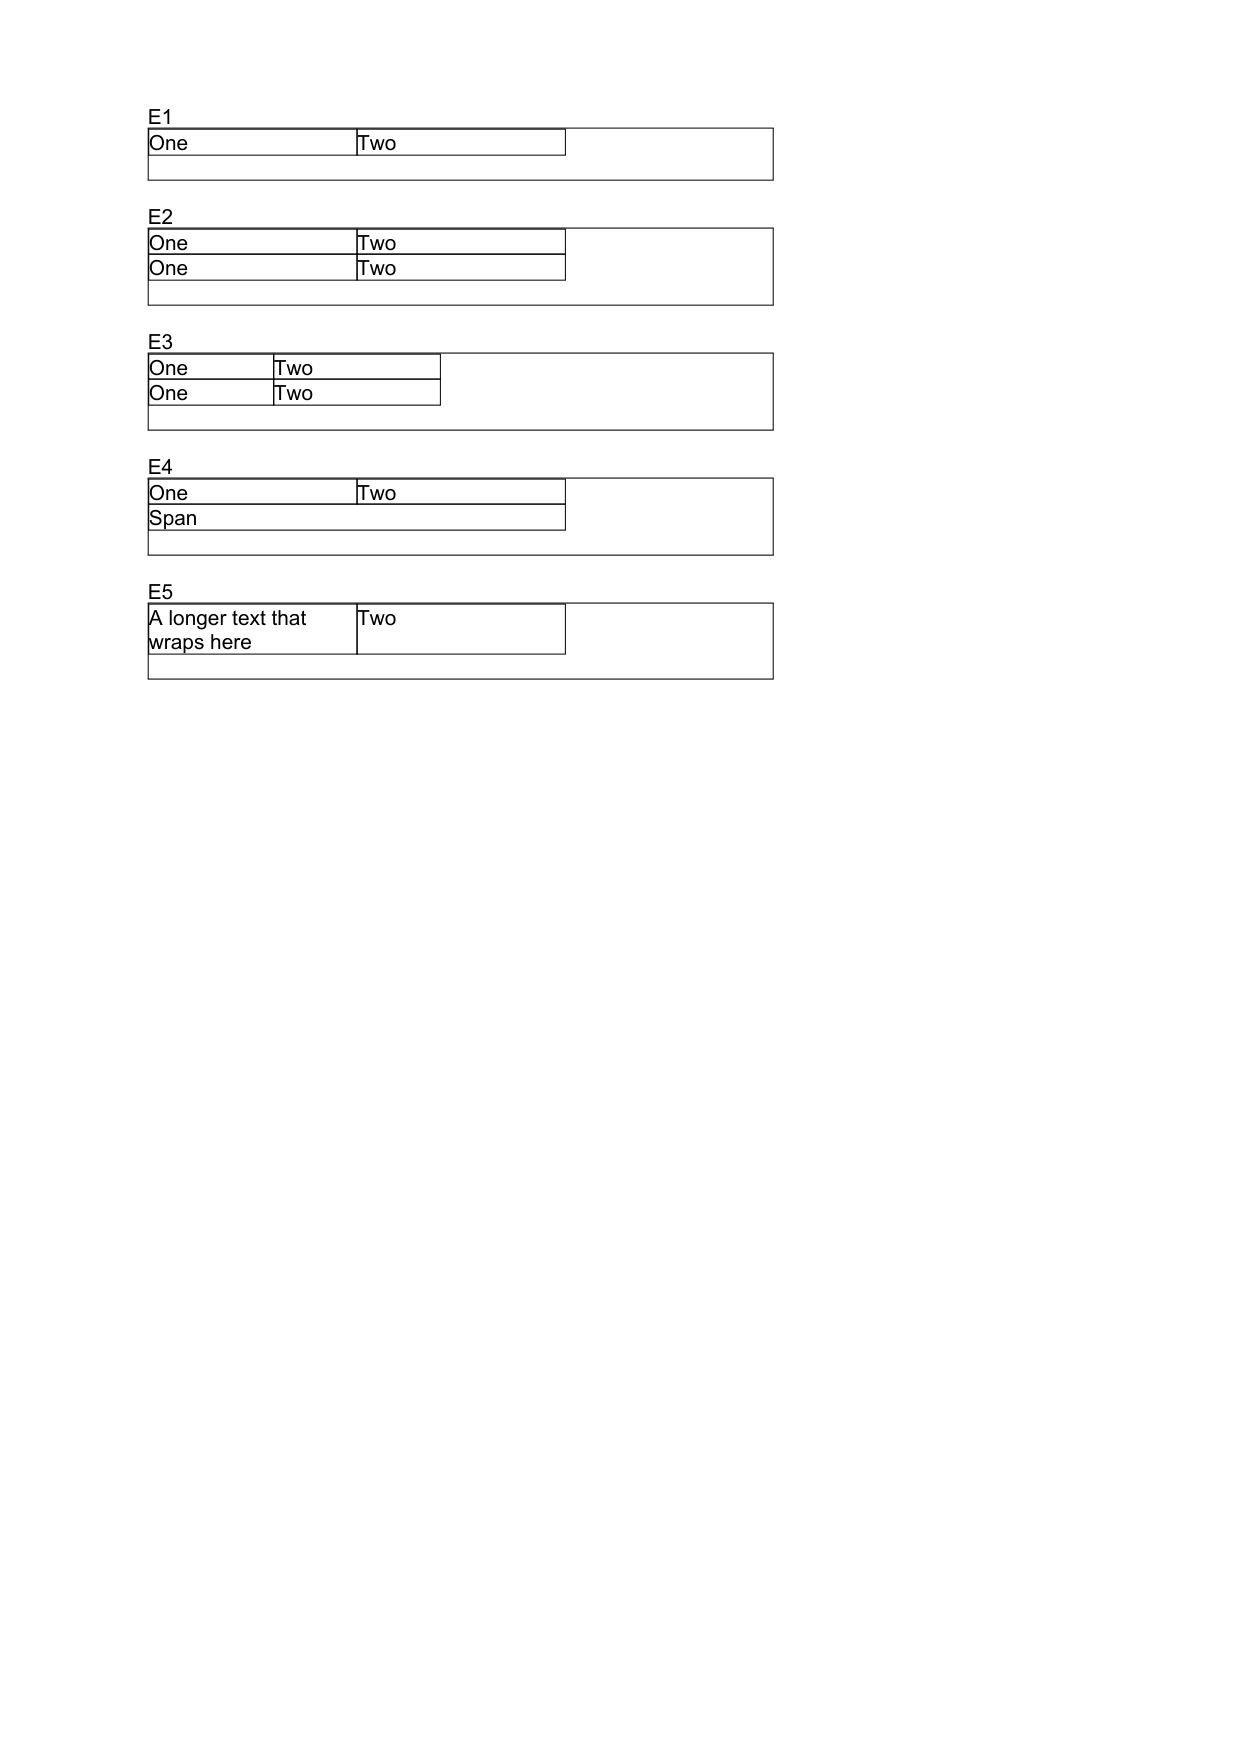 E1
One Two
E2
One Two
One Two
E3
One Two
One Two
E4
One Two
Span
E5
A longer text that Two
wraps here